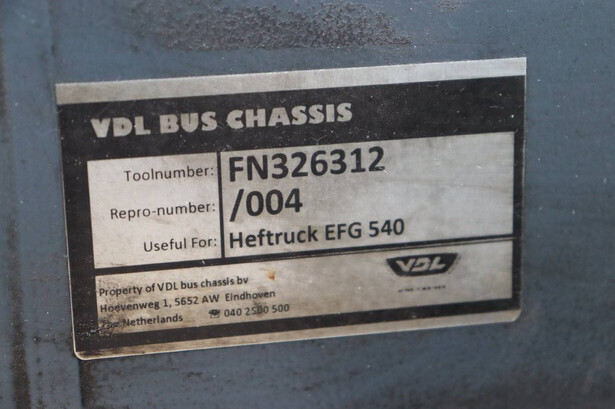 VDL BUS CHASSIS
Toolnumber: FN326312
Repro-number: /004
Useful For: Heftruck EFG 540
Property of VDL bus chassis bv
Hoevenweg 1, 5652 AW Eindhoven
Netherlands ☎ 040 2500 500
VDL